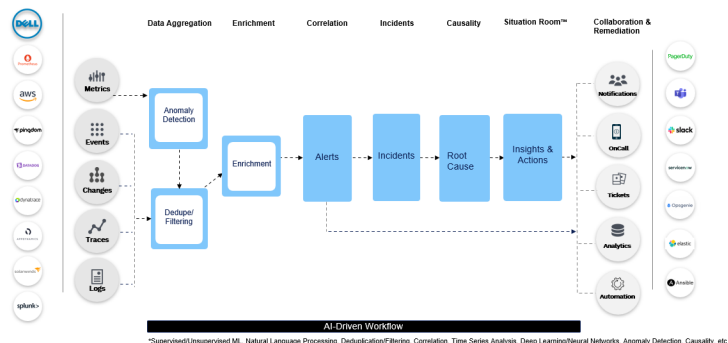 Data Aggregation
Enrichment
Correlation
Incidents
Causality
Situation Room™
Collaboration &
Remediation
DELL
Prometheus
aws
pingdom
DATADOG
dynatrace
solarwinds
splunk>
Metrics
Events
Changes
Traces
Logs
Anomaly
Detection
Dedupe/
Filtering
Enrichment
Alerts
Incidents
Root
Cause
Insights &
Actions
Notifications
OnCall
Tickets
Analytics
Automation
PagerDuty
slack
servicenow
Opsgenie
elastic
Ansible
AI-Driven Workflow
*Supervised/Unsupervised ML, Natural Language Processing, Deduplication/Filtering, Correlation, Time Series Analysis, Deep Learning/Neural Networks, Anomaly Detection, Causality, etc